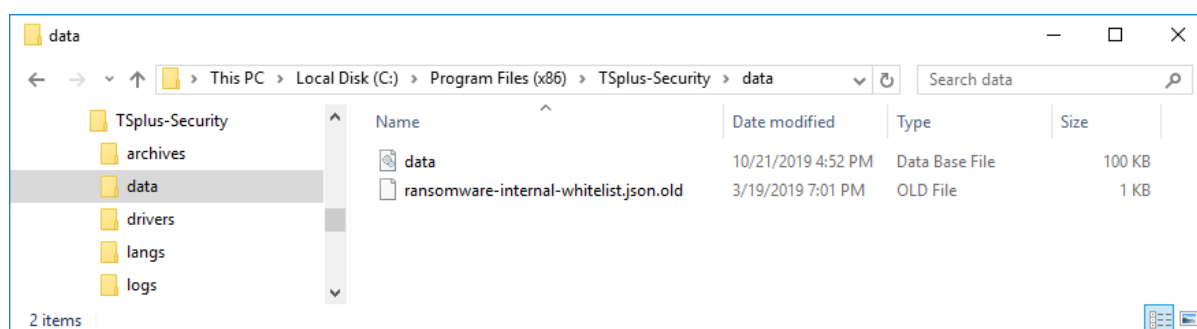 data
This PC > Local Disk (C:) > Program Files (x86) > TSplus-Security > data
Search data
TSplus-Security
archives
data
drivers
langs
logs
Name Date modified Type Size
data 10/21/2019 4:52 PM Data Base File 100 KB
ransomware-internal-whitelist.json.old 3/19/2019 7:01 PM OLD File 1 KB
2 items